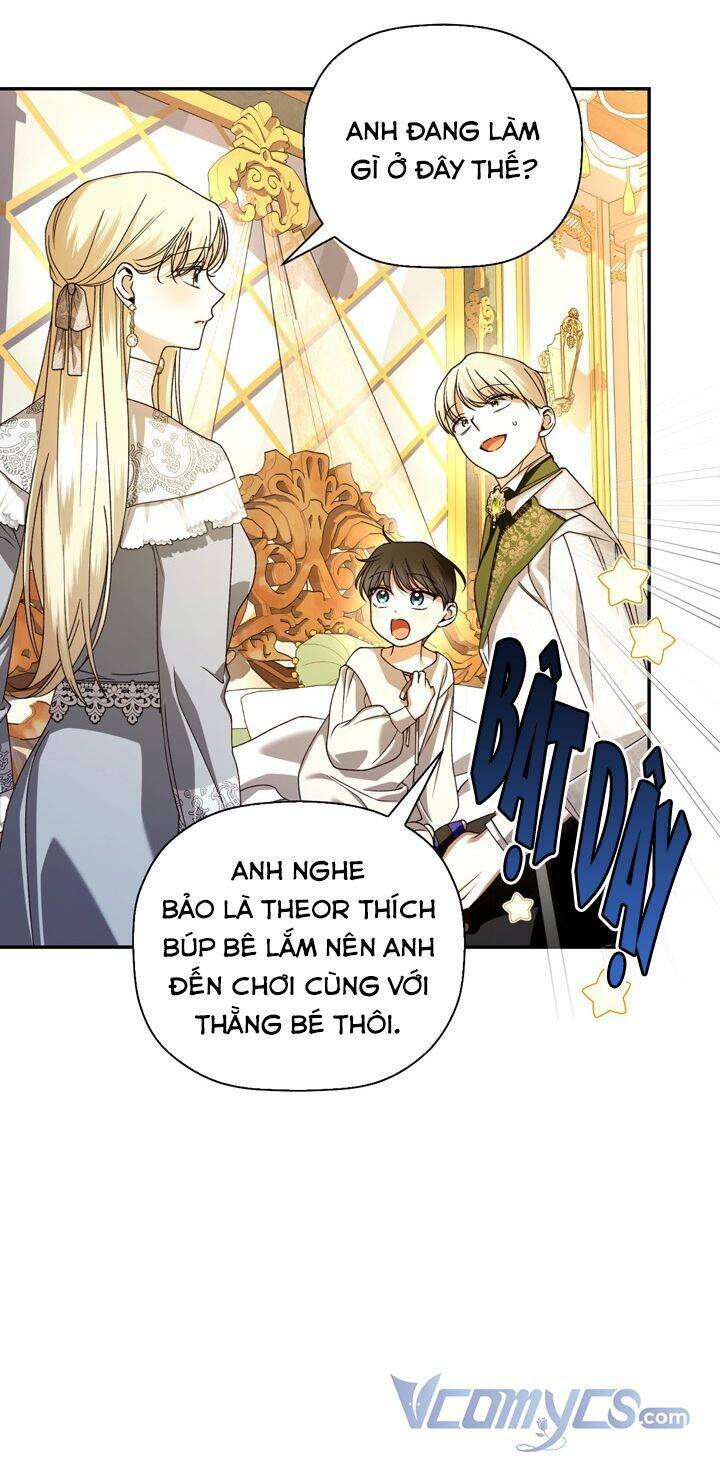 ANH ĐANG LÀM
GÌ Ở ĐÂY THẾ?
BẬT DẬY
ANH NGHE
BẢO LÀ THEOR THÍCH
BÚP BÊ LẮM NÊN ANH
ĐẾN CHƠI CÙNG VỚI
THẰNG BÉ THÔI.
VCOMYCS.com